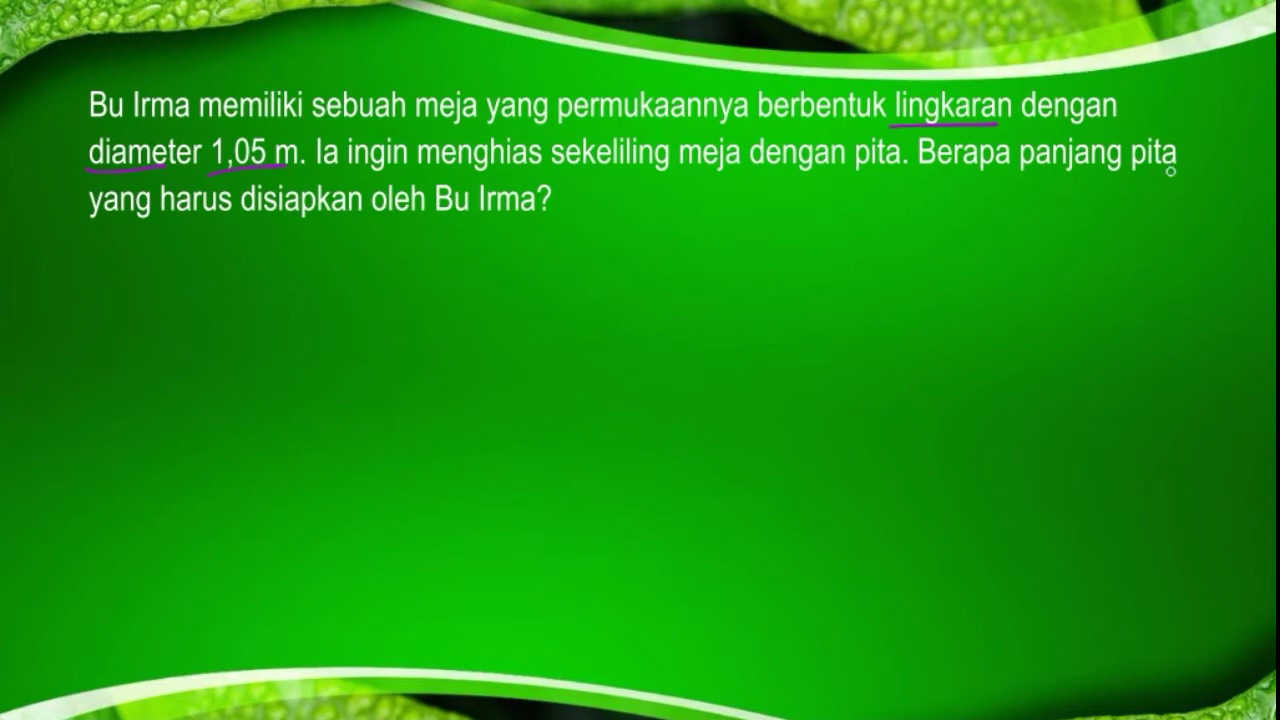 Bu Irma memiliki sebuah meja yang permukaannya berbentuk lingkaran dengan
diameter 1,05 m. Ia ingin menghias sekeliling meja dengan pita. Berapa panjang pita
yang harus disiapkan oleh Bu Irma?